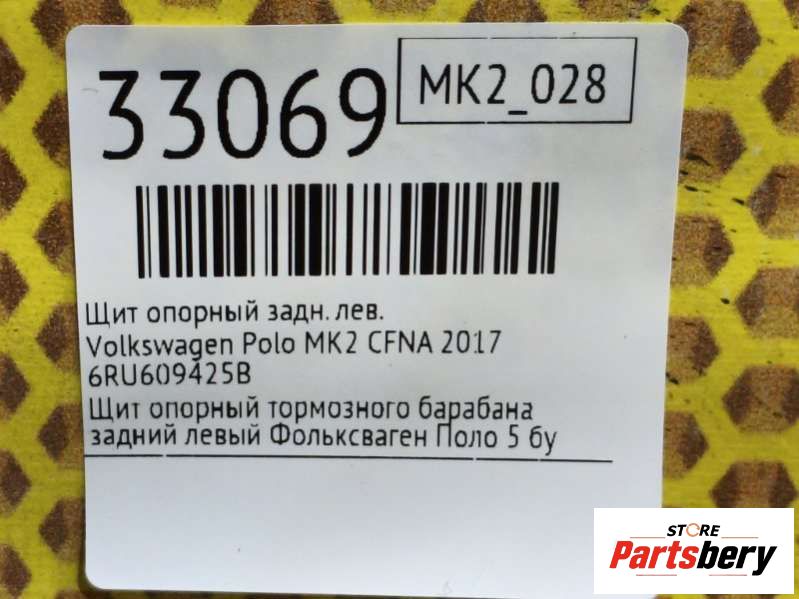 33069
MK2_028
Щит опорный задн. лев.
Volkswagen Polo MK2 CFNA 2017
6RU609425B
Щит опорный тормозного барабана
задний левый Фольксваген Поло 5 бу
STORE
Partsbery